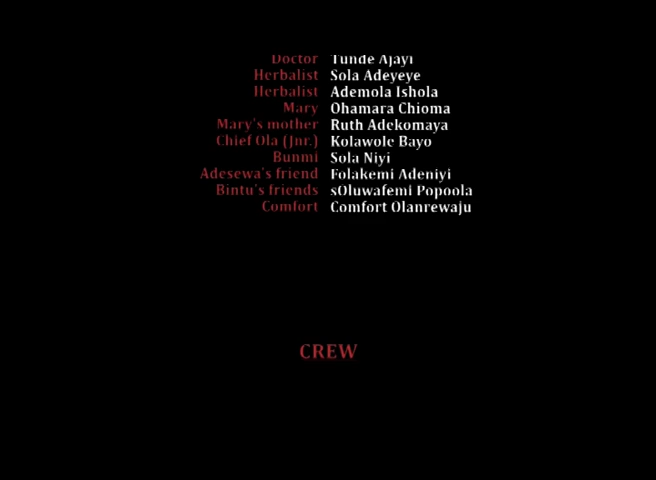 Doctor Tunde Ajayi
Herbalist Sola Adeyeye
Herbalist Ademola Ishola
Mary Ohamara Chioma
Mary's mother Ruth Adekomaya
Chief Ola (Jnr.) Kolawole Bayo
Bunmi Sola Niyi
Adesewa's friend Folakemi Adeniyi
Bintu's friends sOluwafemi Popoola
Comfort Comfort Olanrewaju
CREW